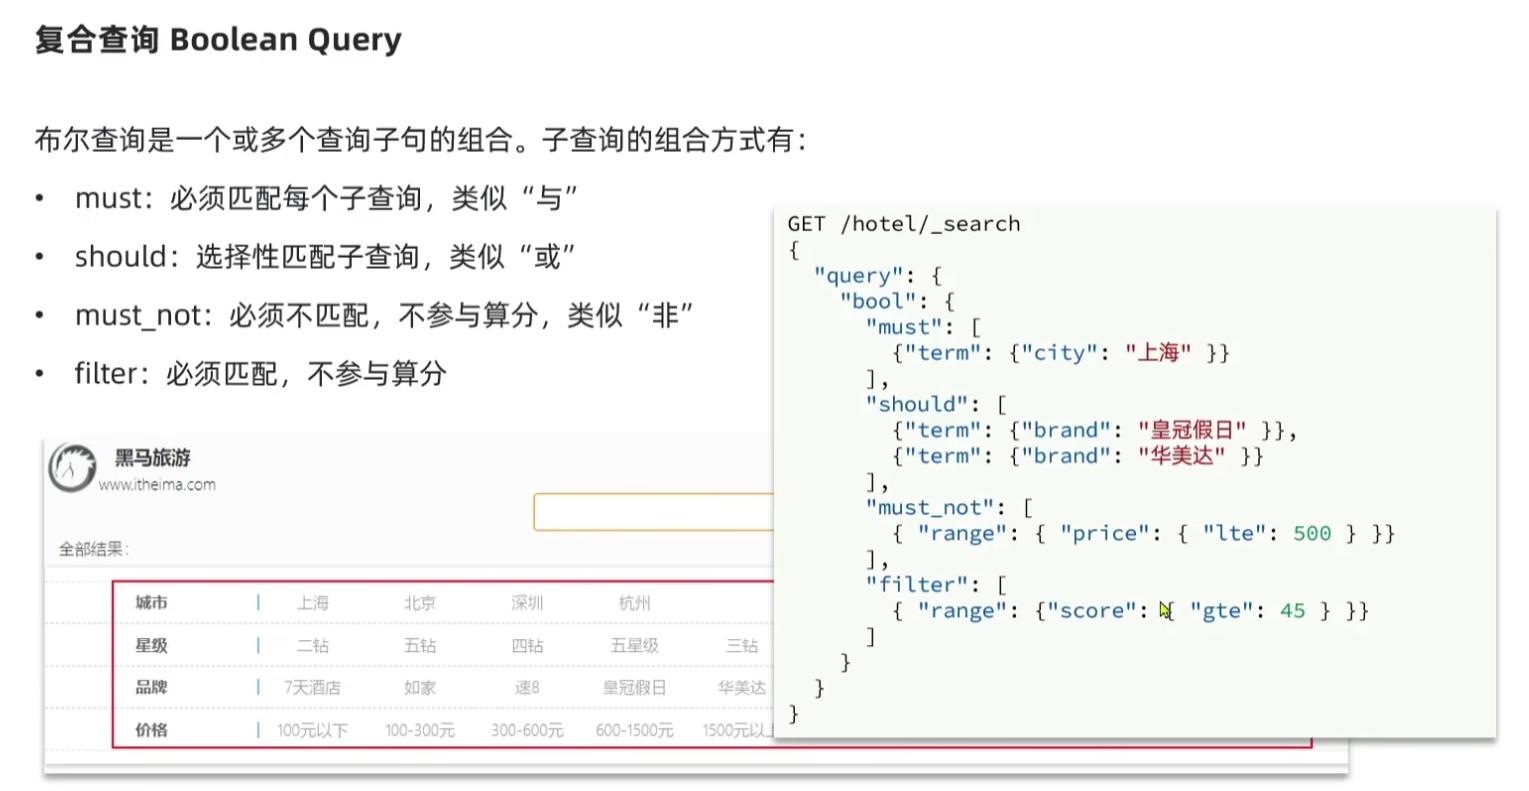 复合查询 Boolean Query
布尔查询是一个或多个查询子句的组合。子查询的组合方式有：
• must：必须匹配每个子查询，类似“与”
• should：选择性匹配子查询，类似“或”
• must_not：必须不匹配，不参与算分，类似“非”
• filter：必须匹配，不参与算分
黑马旅游
www.itheima.com
全部结果:
城市 | 上海 北京 深圳 杭州
星级 | 二钻 五钻 四钻 五星级 三钻
品牌 | 7天酒店 如家 速8 皇冠假日 华美达
价格 | 100元以下 100-300元 300-600元 600-1500元 1500元以上
GET /hotel/_search
{
  "query": {
    "bool": {
      "must": [
        {"term": {"city": "上海" }}
      ],
      "should": [
        {"term": {"brand": "皇冠假日" }},
        {"term": {"brand": "华美达" }}
      ],
      "must_not": [
        { "range": { "price": { "lte": 500 } }}
      ],
      "filter": [
        { "range": {"score": { "gte": 45 } }}
      ]
    }
  }
}